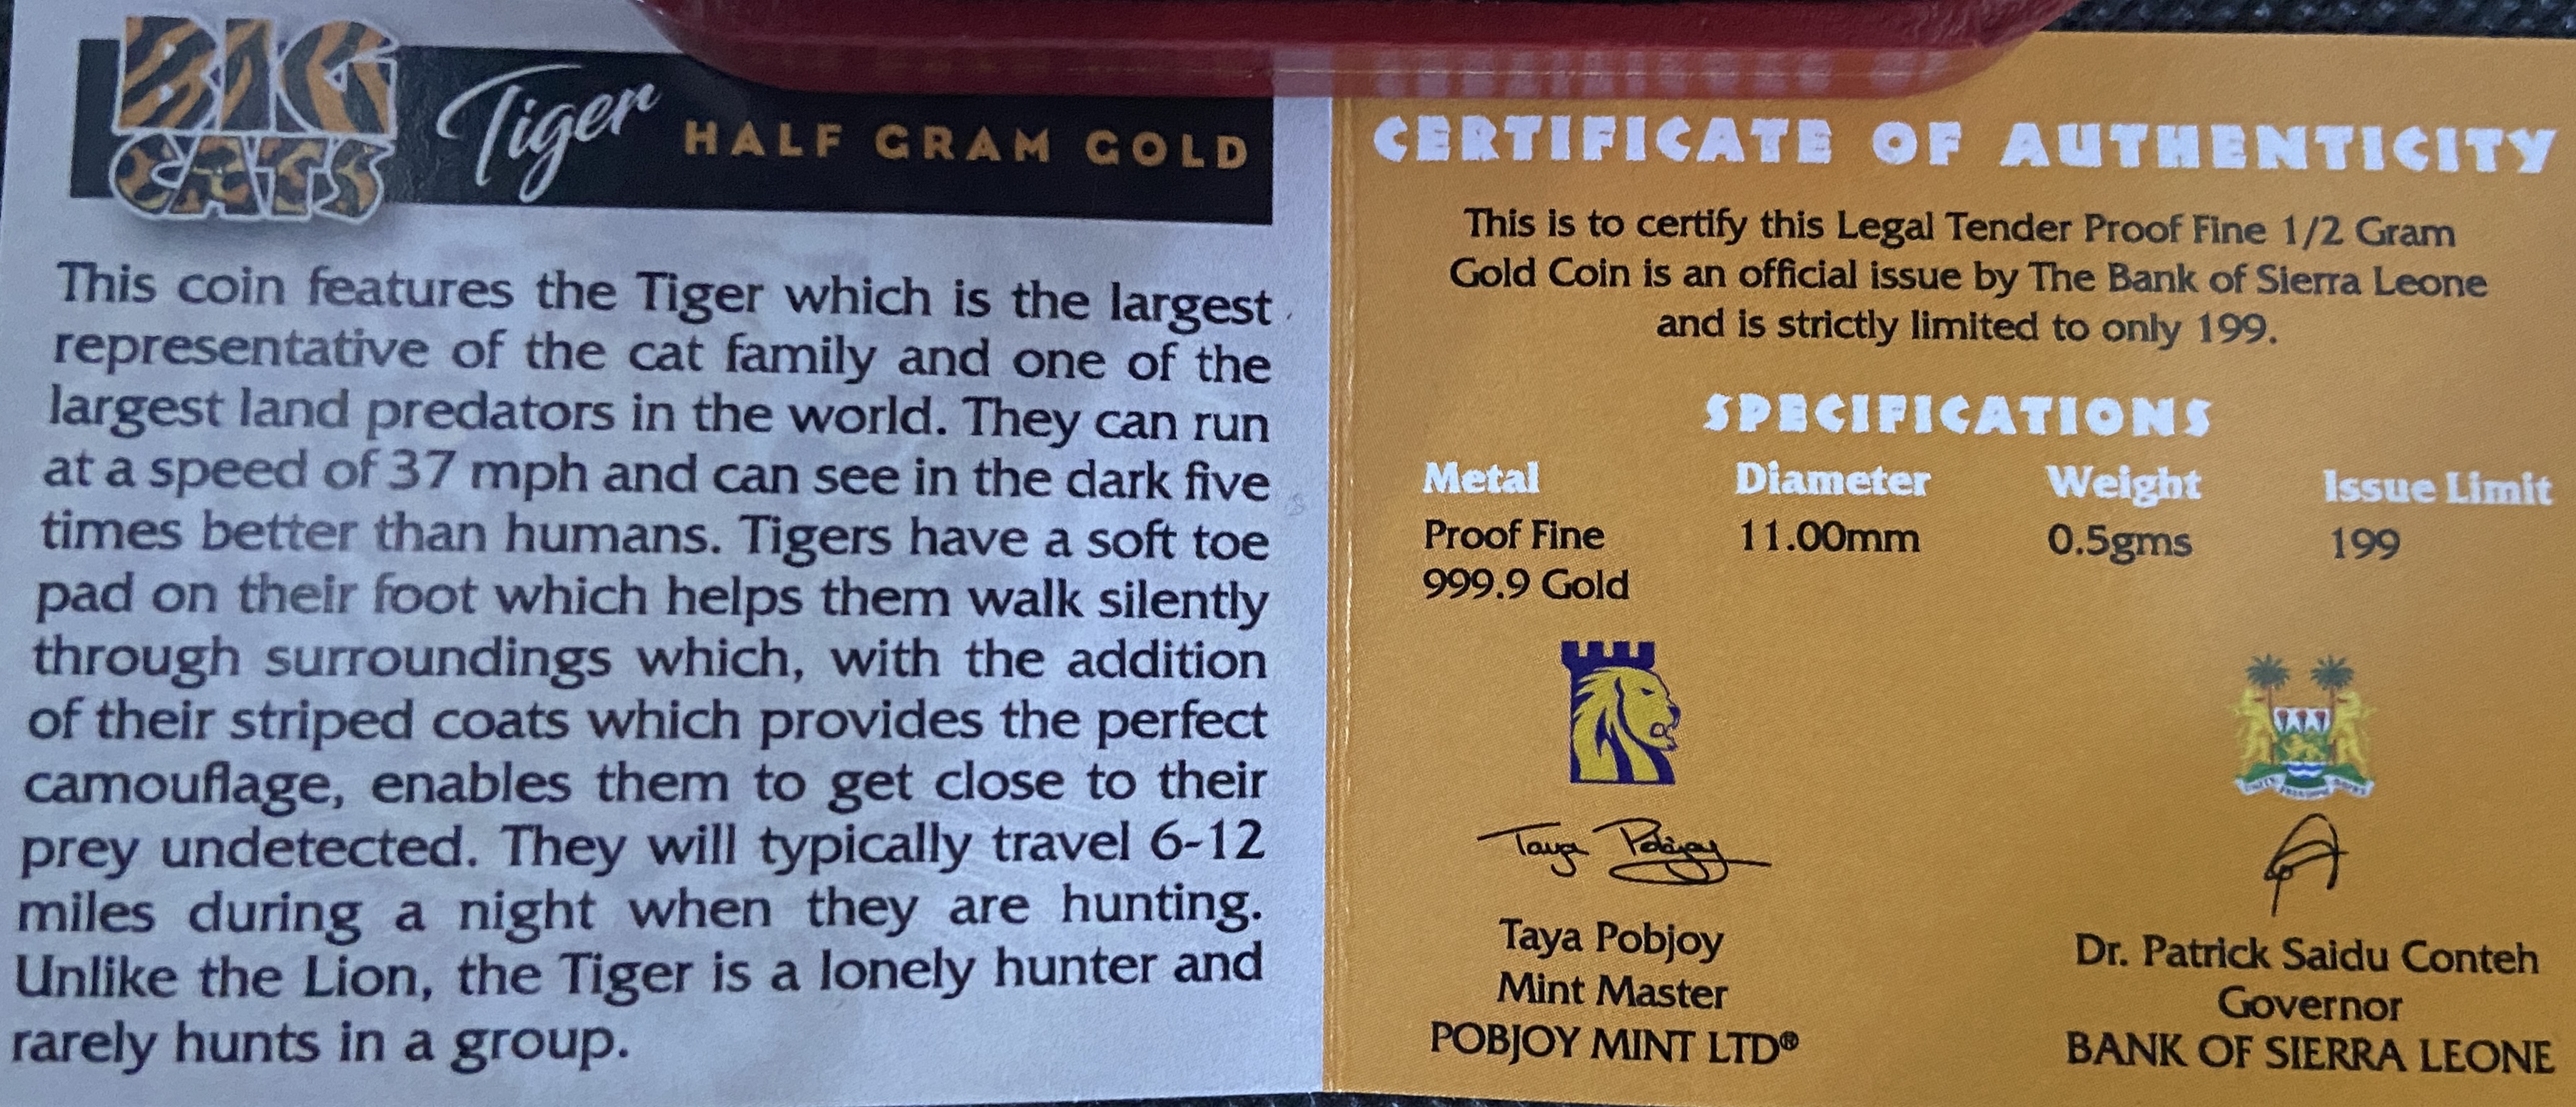 BIG
CATS
Tiger HALF GRAM GOLD
This coin features the Tiger which is the largest
representative of the cat family and one of the
largest land predators in the world. They can run
at a speed of 37 mph and can see in the dark five
times better than humans. Tigers have a soft toe
pad on their foot which helps them walk silently
through surroundings which, with the addition
of their striped coats which provides the perfect
camouflage, enables them to get close to their
prey undetected. They will typically travel 6-12
miles during a night when they are hunting.
Unlike the Lion, the Tiger is a lonely hunter and
rarely hunts in a group.
CERTIFICATE OF AUTHENTICITY
This is to certify this Legal Tender Proof Fine 1/2 Gram
Gold Coin is an official issue by The Bank of Sierra Leone
and is strictly limited to only 199.
SPECIFICATIONS
Metal Diameter Weight Issue Limit
Proof Fine 11.00mm 0.5gms 199
999.9 Gold
Taya Pobjoy
Taya Pobjoy
Mint Master
POBJOY MINT LTD®
Dr. Patrick Saidu Conteh
Governor
BANK OF SIERRA LEONE